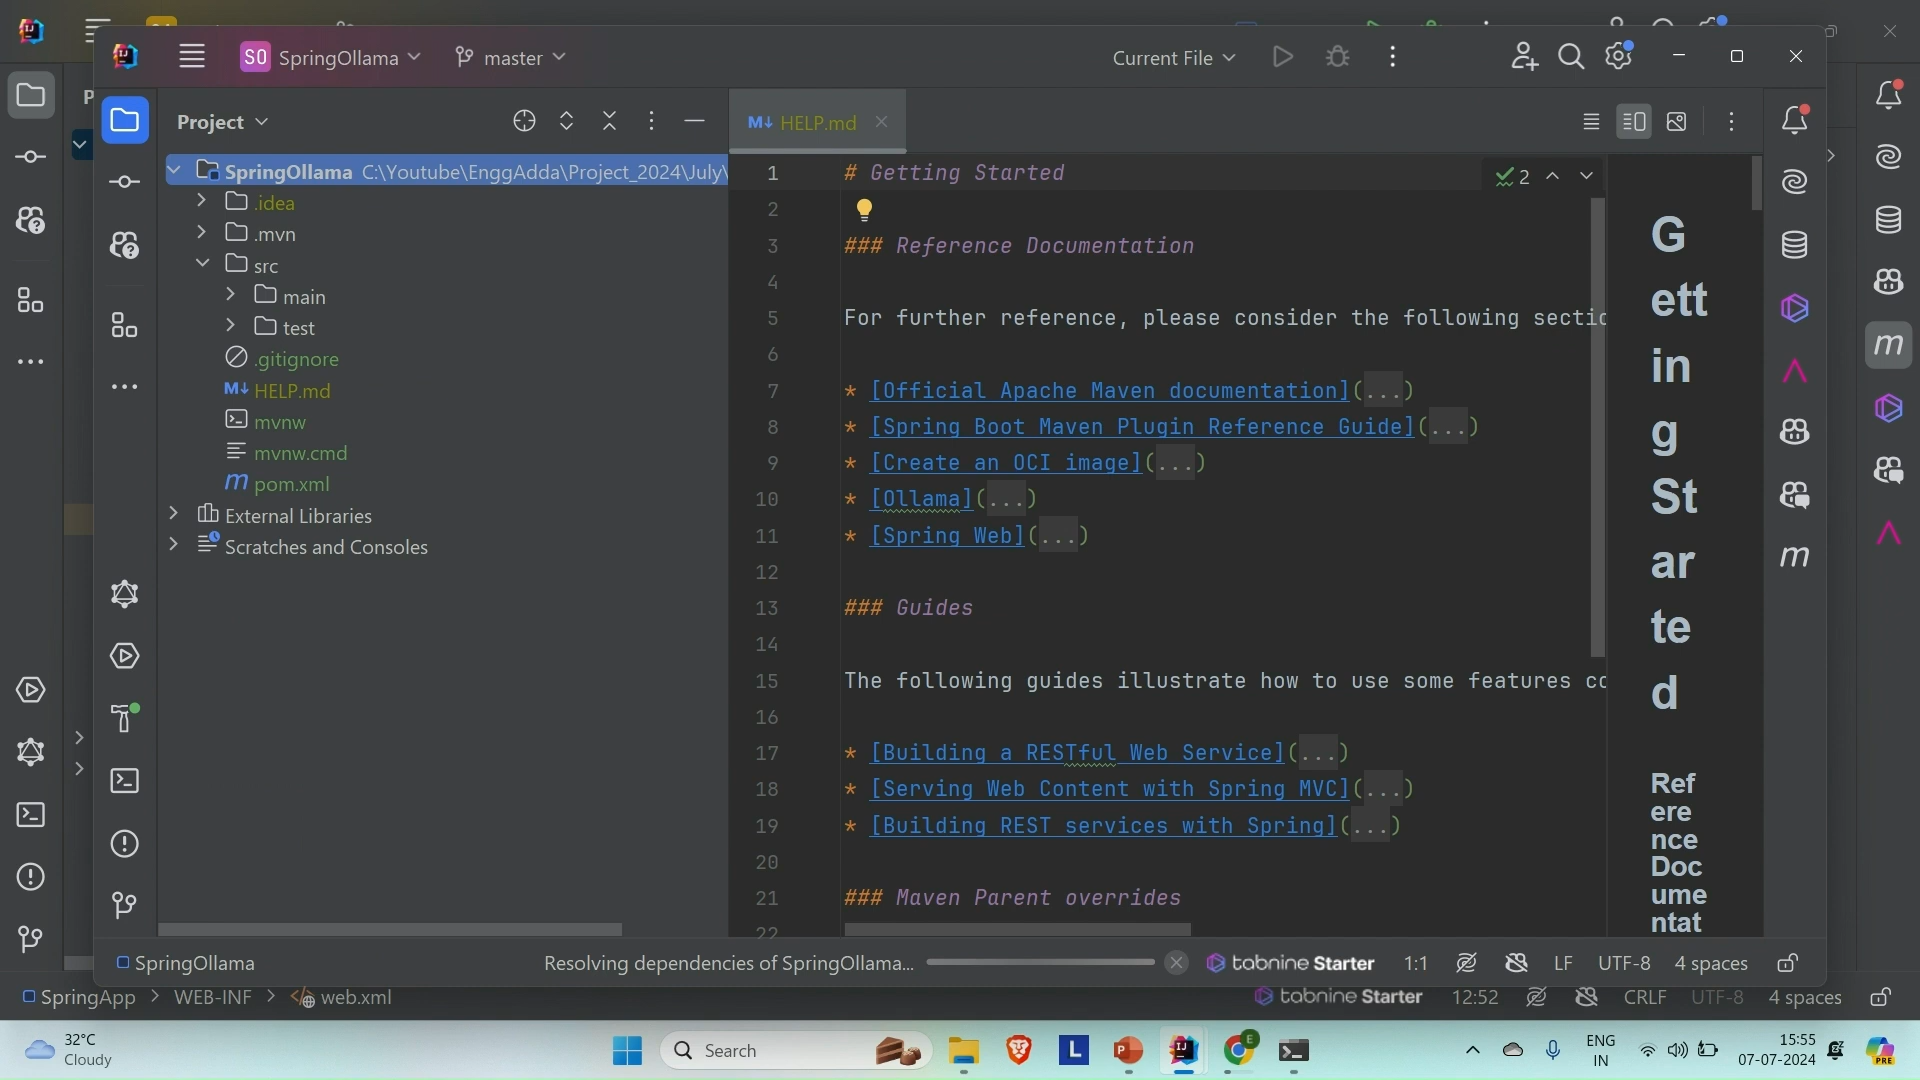 SO SpringOllama master Current File
Project
M↓ HELP.md
SpringOllama C:\Youtube\EnggAdda\Project_2024\July\
.idea
.mvn
src
main
test
.gitignore
M↓ HELP.md
mvnw
mvnw.cmd
m pom.xml
External Libraries
Scratches and Consoles
2
1 # Getting Started
2
3 ### Reference Documentation
4
5 For further reference, please consider the following sectio
6
7 * [Official Apache Maven documentation](...)
8 * [Spring Boot Maven Plugin Reference Guide](...)
9 * [Create an OCI image](...)
10 * [Ollama](...)
11 * [Spring Web](...)
12
13 ### Guides
14
15 The following guides illustrate how to use some features co
16
17 * [Building a RESTful Web Service](...)
18 * [Serving Web Content with Spring MVC](...)
19 * [Building REST services with Spring](...)
20
21 ### Maven Parent overrides
22
G
ett
in
g
St
ar
te
d
Ref
ere
nce
Doc
ume
ntat
m
m
SpringOllama Resolving dependencies of SpringOllama... tabnine Starter 1:1 LF UTF-8 4 spaces
SpringApp > WEB-INF > web.xml tabnine Starter 12:52 CRLF UTF-8 4 spaces
32°C
Cloudy
Search
L
P
IJ
E
ENG
IN
15:55
07-07-2024
PRE